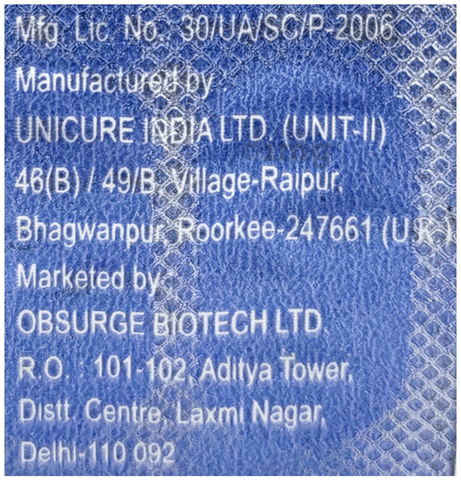 Mfg. Lic. No. 30/UA/SC/P-2006
Manufactured by
UNICURE INDIA LTD. (UNIT-II)
46(B) / 49/B, Village-Raipur,
Bhagwanpur, Roorkee-247661 (U.K.)
Marketed by :
OBSURGE BIOTECH LTD.
R.O. : 101-102, Aditya Tower,
Distt. Centre, Laxmi Nagar,
Delhi-110 092